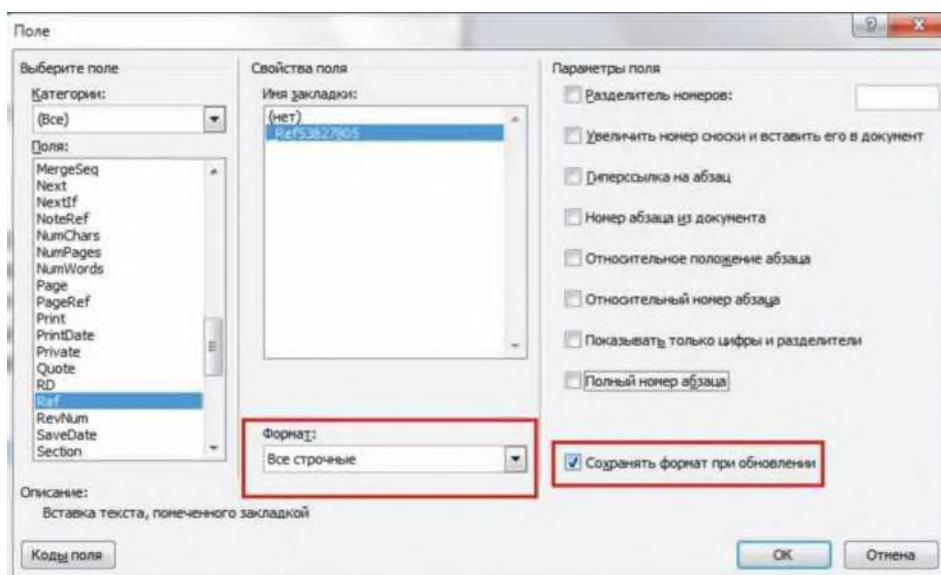 Поле
Выберите поле
Категории:
(Все)
Поля:
MergeSeq
Next
NextIf
NoteRef
NumChars
NumPages
NumWords
Page
PageRef
Print
PrintDate
Private
Quote
RD
Ref
RevNum
SaveDate
Section
Описание:
Вставка текста, помеченного закладкой
Коды поля
Свойства поля
Имя закладки:
(нет)
_Ref53827905
Формат:
Все строчные
Параметры поля
Разделитель номеров:
Увеличить номер сноски и вставить его в документ
Гиперссылка на абзац
Номер абзаца из документа
Относительное положение абзаца
Относительный номер абзаца
Показывать только цифры и разделители
Полный номер абзаца
Сохранять формат при обновлении
ОК
Отмена